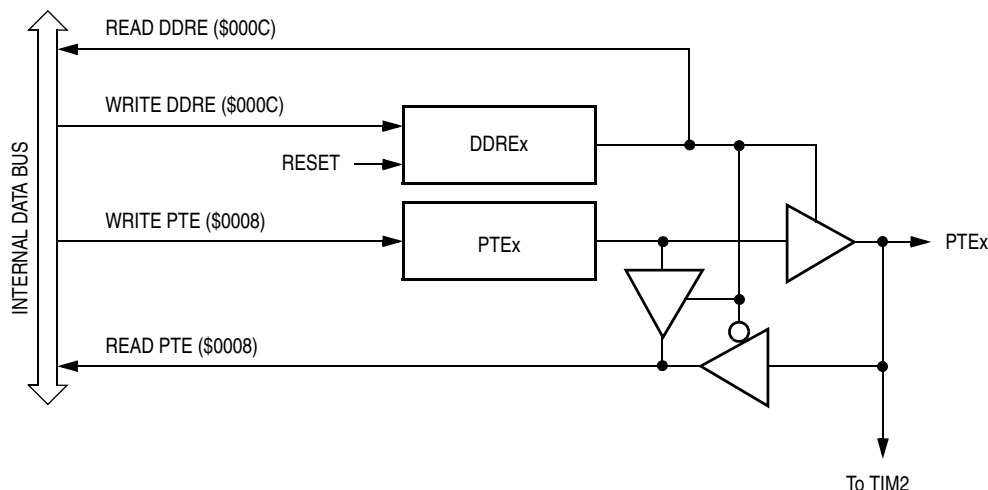 READ DDRE ($000C)
WRITE DDRE ($000C)
DDREx
RESET
INTERNAL DATA BUS
WRITE PTE ($0008)
PTEx
PTEx
READ PTE ($0008)
To TIM2